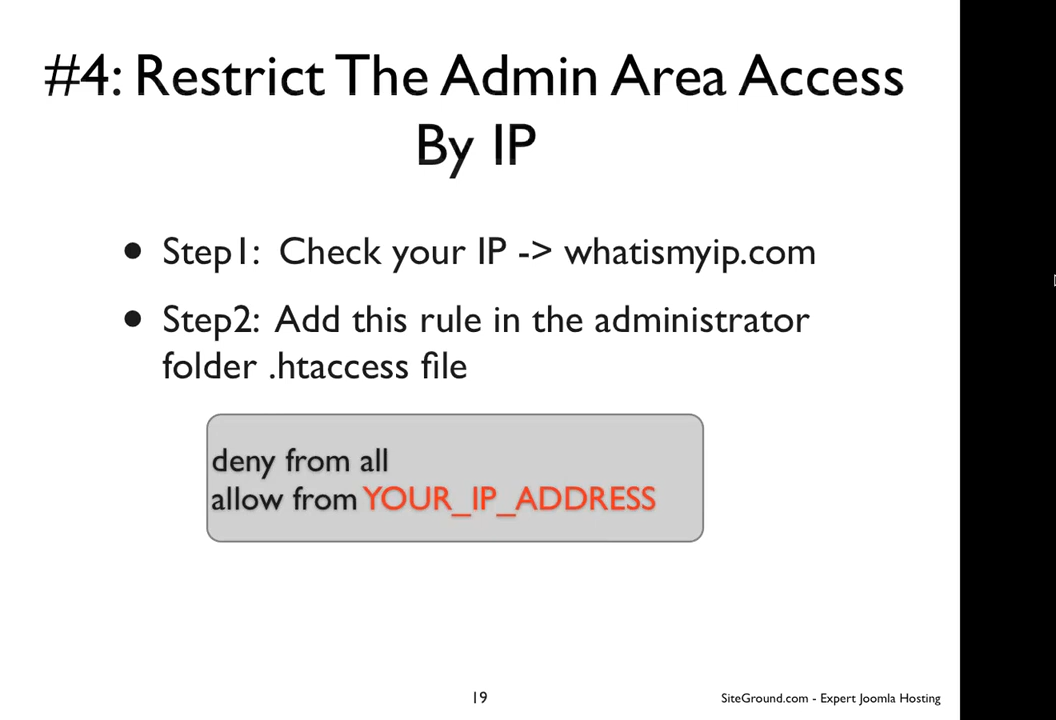 #4: Restrict The Admin Area Access
By IP
• Step1: Check your IP -> whatismyip.com
• Step2: Add this rule in the administrator
folder .htaccess file
deny from all
allow from YOUR_IP_ADDRESS
19
SiteGround.com - Expert Joomla Hosting